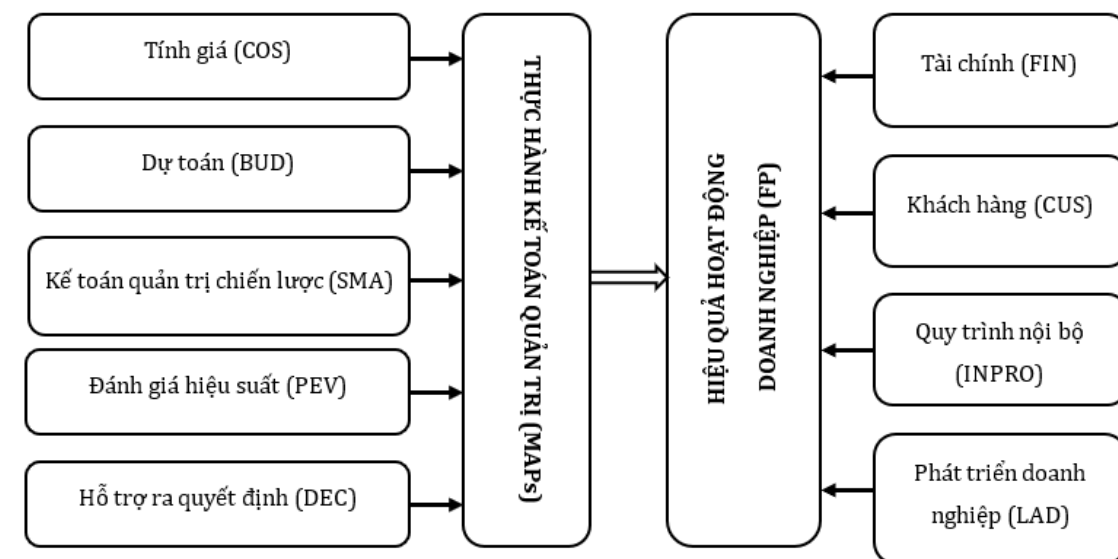 Tính giá (COS)
Dự toán (BUD)
Kế toán quản trị chiến lược (SMA)
Đánh giá hiệu suất (PEV)
Hỗ trợ ra quyết định (DEC)
THỰC HÀNH KẾ TOÁN QUẢN TRỊ (MAPs)
HIỆU QUẢ HOẠT ĐỘNG
DOANH NGHIỆP (FP)
Tài chính (FIN)
Khách hàng (CUS)
Quy trình nội bộ
(INPRO)
Phát triển doanh
nghiệp (LAD)